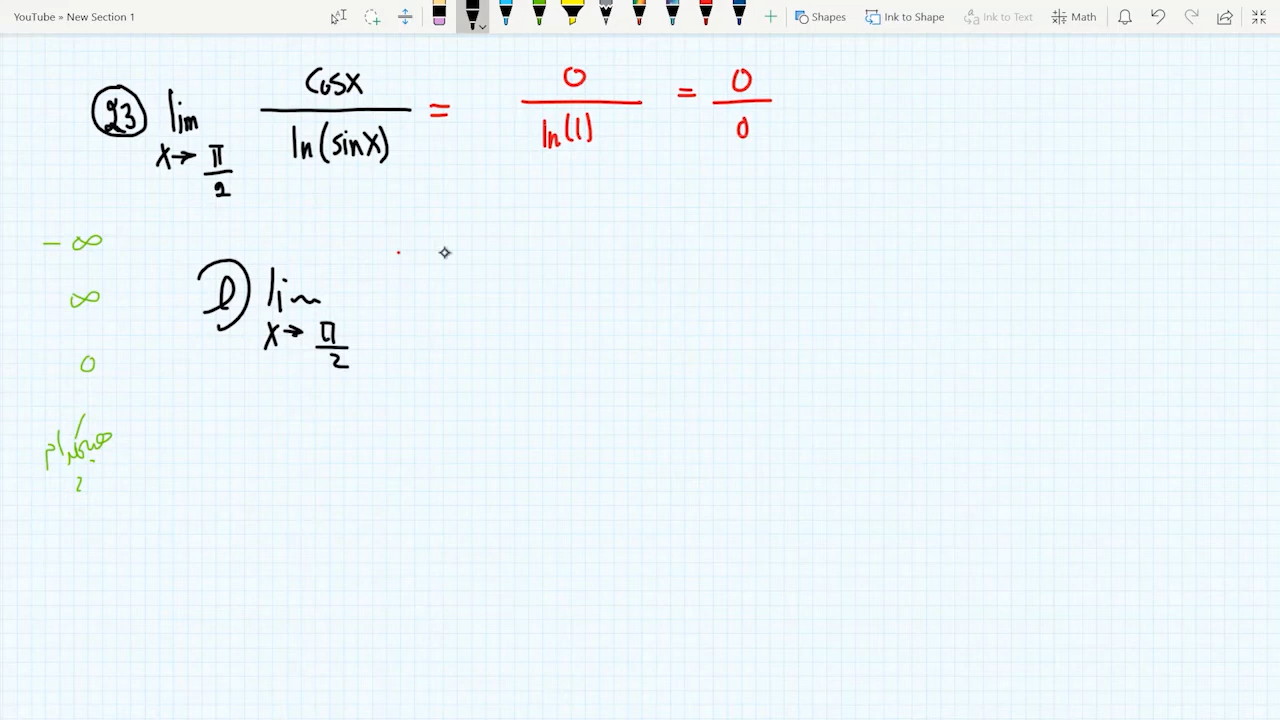 YouTube » New Section 1
Shapes Ink to Shape Ink to Text Math
23 lim x→π/2 cosx / ln(sinx) = 0 / ln(1) = 0 / 0
- ∞
∞
0
lim x→π/2